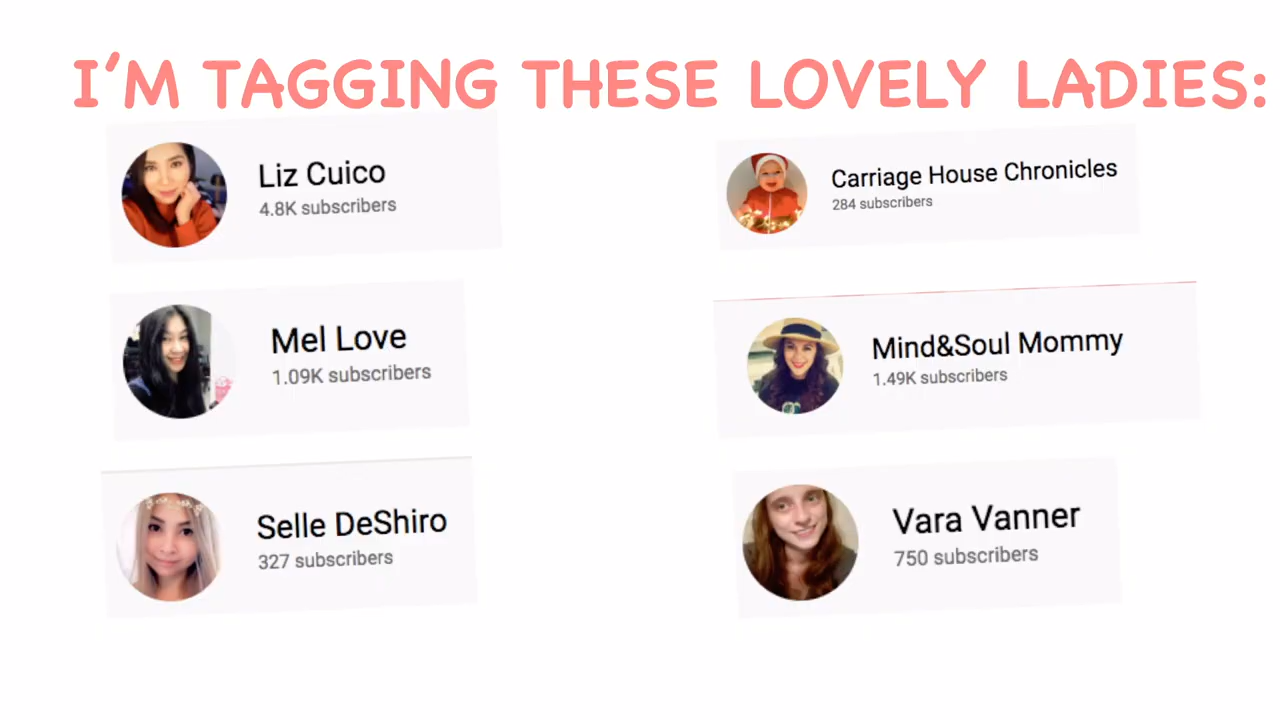 I'M TAGGING THESE LOVELY LADIES:
Liz Cuico
4.8K subscribers
Mel Love
1.09K subscribers
Selle DeShiro
327 subscribers
Carriage House Chronicles
284 subscribers
Mind&Soul Mommy
1.49K subscribers
Vara Vanner
750 subscribers